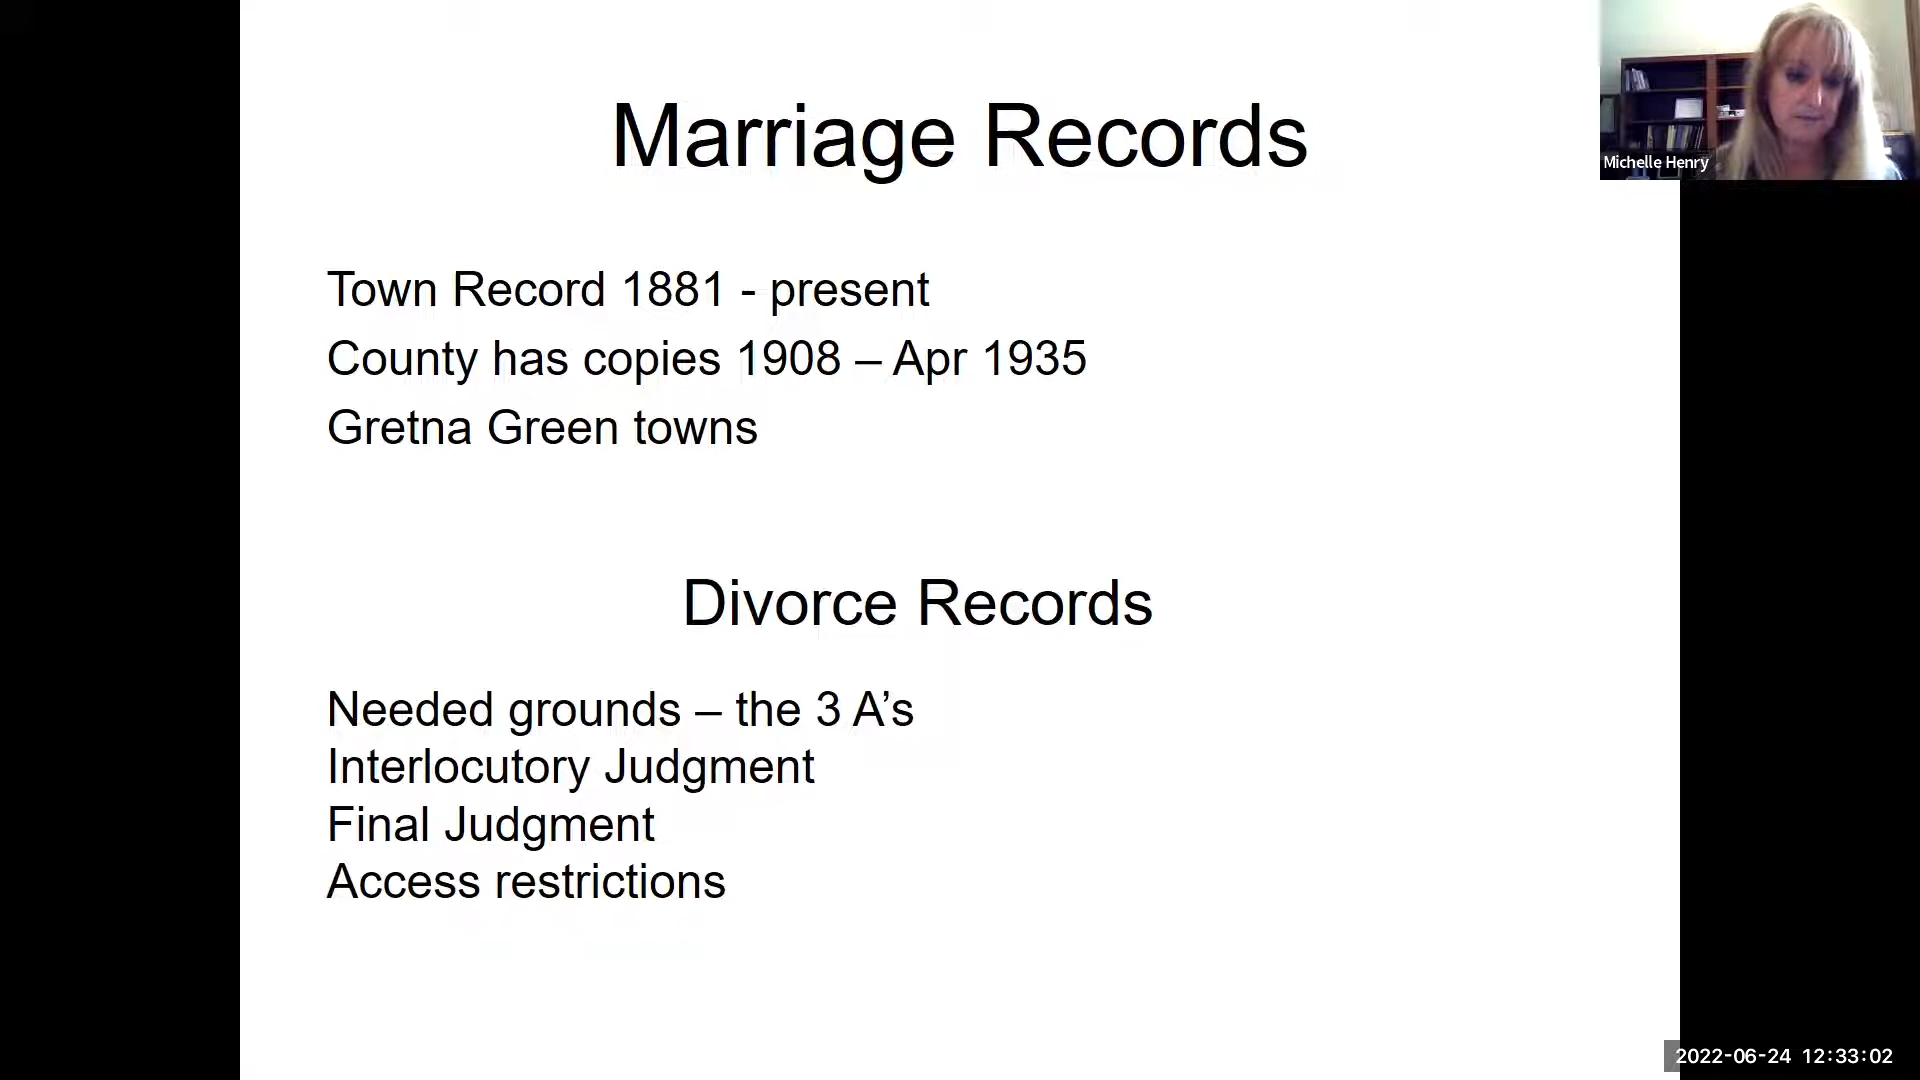 Marriage Records
Michelle Henry
Town Record 1881 - present
County has copies 1908 – Apr 1935
Gretna Green towns
Divorce Records
Needed grounds – the 3 A’s
Interlocutory Judgment
Final Judgment
Access restrictions
2022-06-24 12:33:02